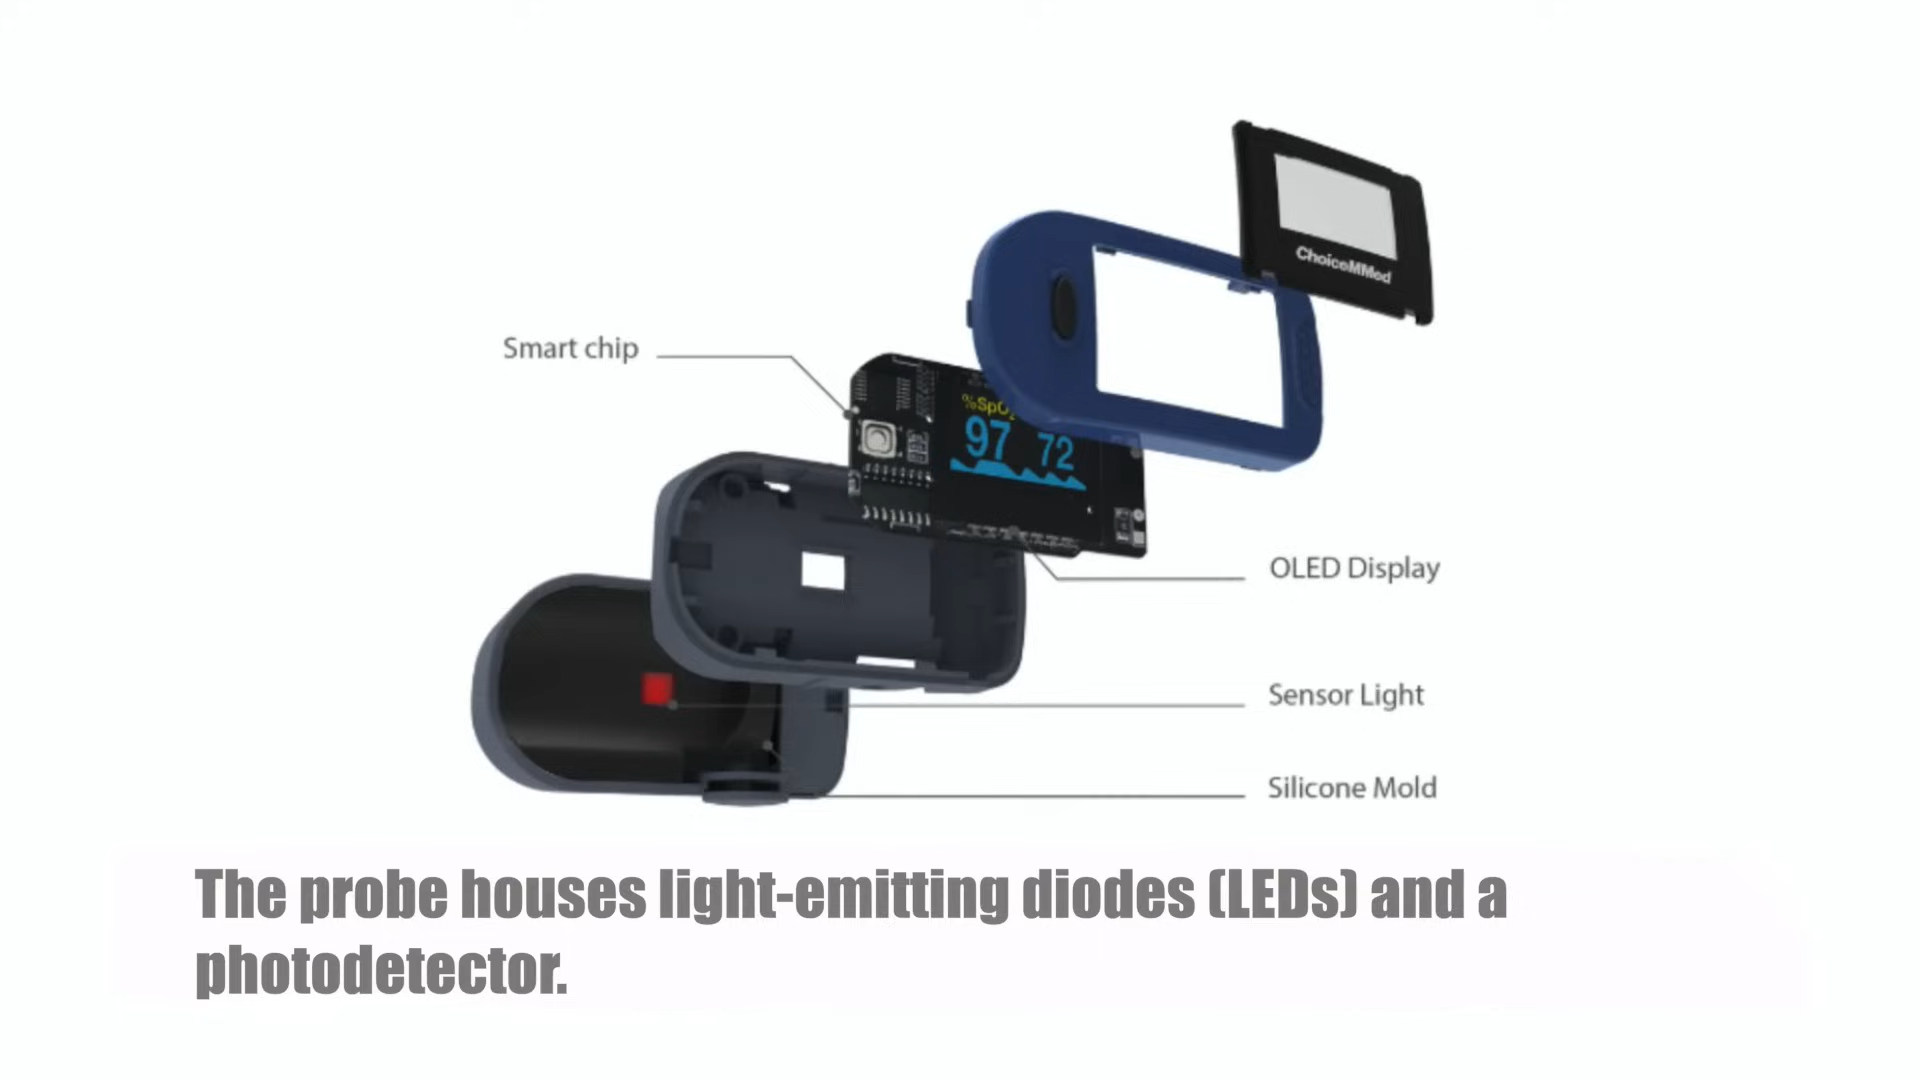 ChoiceMMed
Smart chip
%SpO₂
97 72
OLED Display
Sensor Light
Silicone Mold
The probe houses light-emitting diodes (LEDs) and a
photodetector.